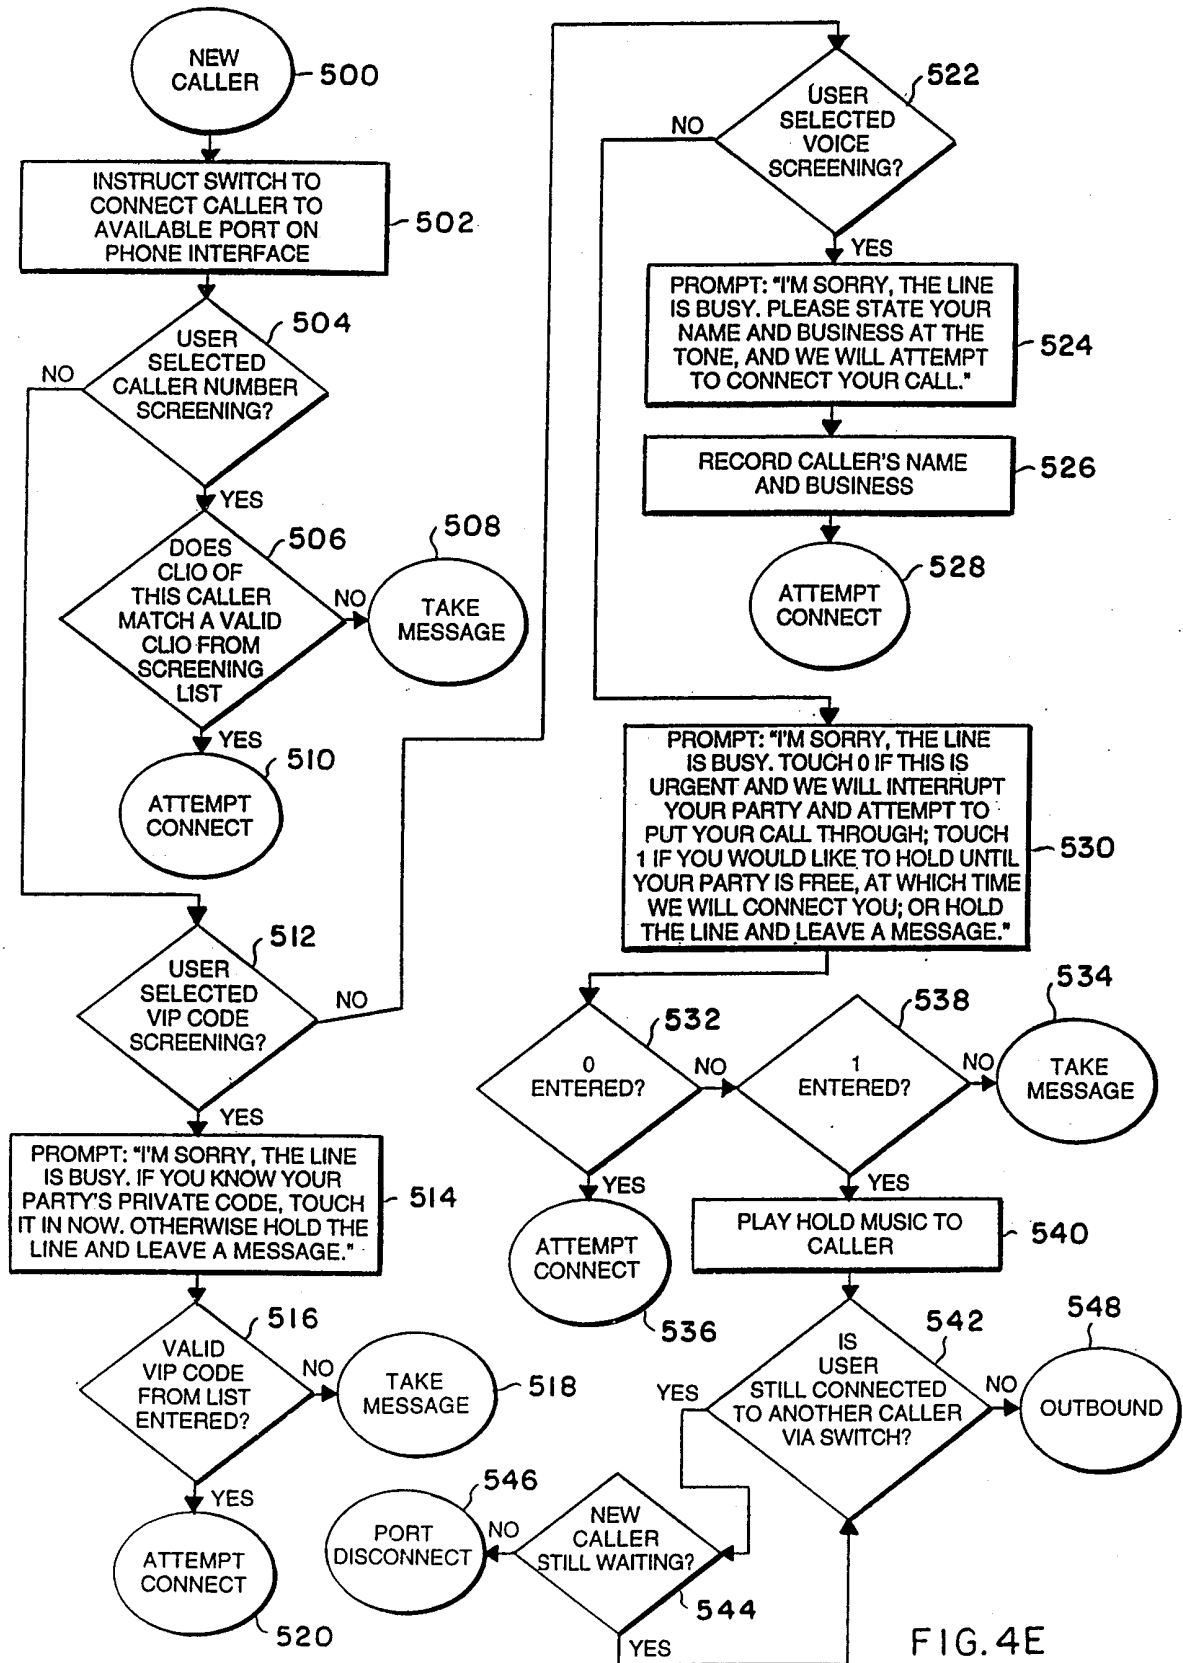 NEW
CALLER
500
INSTRUCT SWITCH TO
CONNECT CALLER TO
AVAILABLE PORT ON
PHONE INTERFACE
502
USER
SELECTED
CALLER NUMBER
SCREENING?
504
NO
YES
DOES
CLIO OF
THIS CALLER
MATCH A VALID
CLIO FROM
SCREENING
LIST
506
NO
TAKE
MESSAGE
508
YES
ATTEMPT
CONNECT
510
USER
SELECTED
VIP CODE
SCREENING?
512
NO
YES
PROMPT: "I'M SORRY, THE LINE
IS BUSY. IF YOU KNOW YOUR
PARTY'S PRIVATE CODE, TOUCH
IT IN NOW. OTHERWISE HOLD THE
LINE AND LEAVE A MESSAGE."
514
VALID
VIP CODE
FROM LIST
ENTERED?
516
NO
TAKE
MESSAGE
518
YES
ATTEMPT
CONNECT
520
USER
SELECTED
VOICE
SCREENING?
522
NO
YES
PROMPT: "I'M SORRY, THE LINE
IS BUSY. PLEASE STATE YOUR
NAME AND BUSINESS AT THE
TONE, AND WE WILL ATTEMPT
TO CONNECT YOUR CALL."
524
RECORD CALLER'S NAME
AND BUSINESS
526
ATTEMPT
CONNECT
528
PROMPT: "I'M SORRY, THE LINE
IS BUSY. TOUCH 0 IF THIS IS
URGENT AND WE WILL INTERRUPT
YOUR PARTY AND ATTEMPT TO
PUT YOUR CALL THROUGH; TOUCH
1 IF YOU WOULD LIKE TO HOLD UNTIL
YOUR PARTY IS FREE, AT WHICH TIME
WE WILL CONNECT YOU; OR HOLD
THE LINE AND LEAVE A MESSAGE."
530
0
ENTERED?
532
NO
1
ENTERED?
538
NO
TAKE
MESSAGE
534
YES
ATTEMPT
CONNECT
536
YES
PLAY HOLD MUSIC TO
CALLER
540
IS
USER
STILL CONNECTED
TO ANOTHER CALLER
VIA SWITCH?
542
NO
OUTBOUND
548
YES
NEW
CALLER
STILL WAITING?
544
NO
PORT
DISCONNECT
546
YES
FIG. 4E